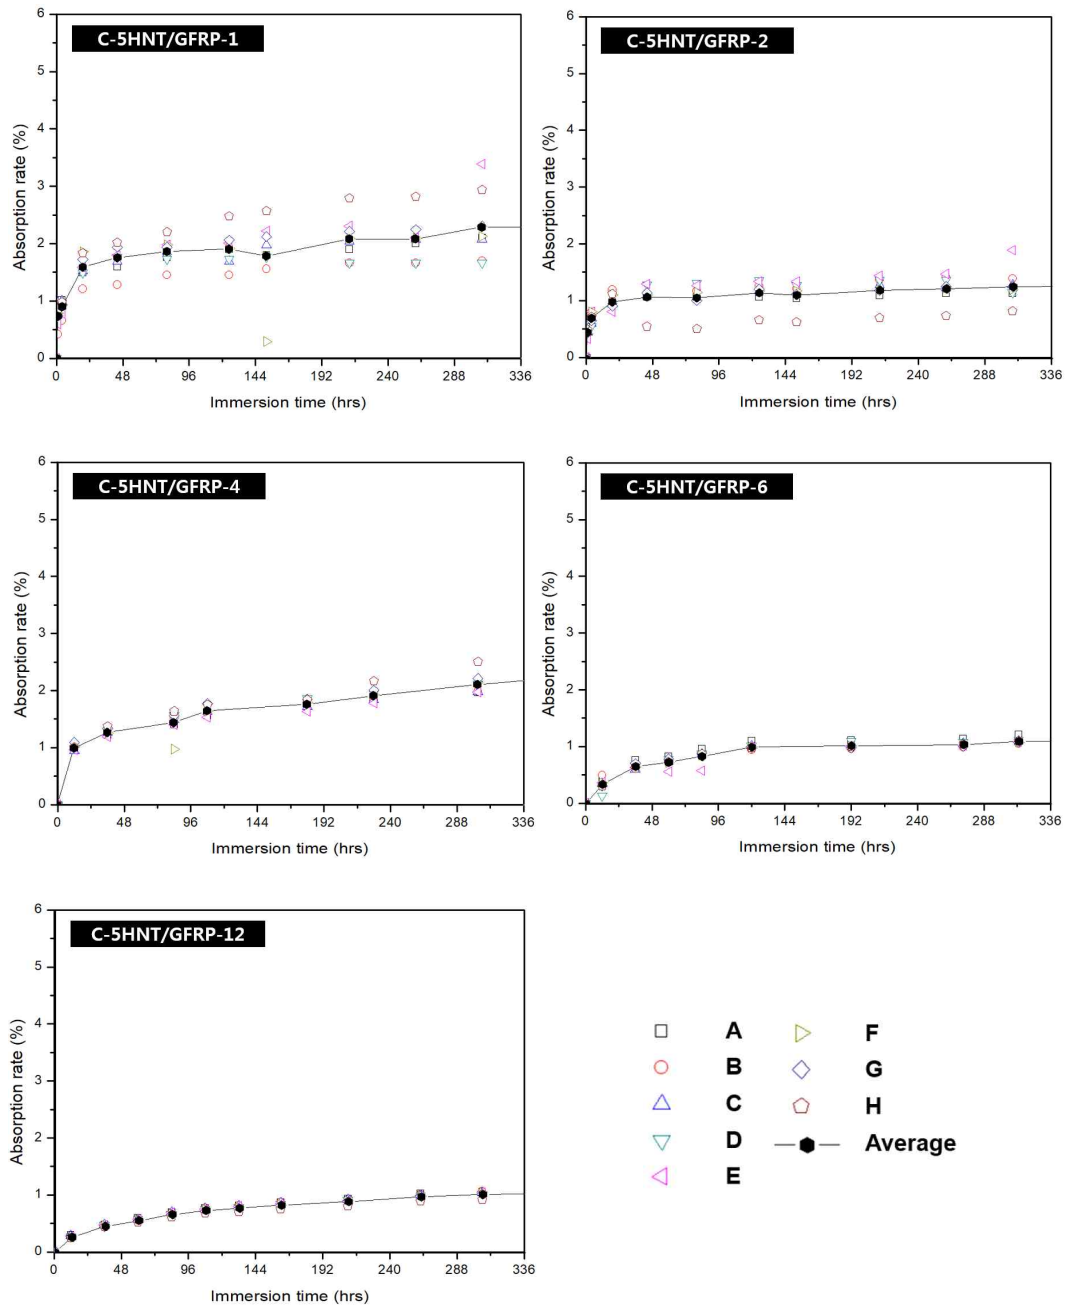 C-5HNT/GFRP-1
6
5
4
3
2
1
0
Absorption rate (%)
0 48 96 144 192 240 288 336
Immersion time (hrs)
C-5HNT/GFRP-2
6
5
4
3
2
1
0
Absorption rate (%)
0 48 96 144 192 240 288 336
Immersion time (hrs)
C-5HNT/GFRP-4
6
5
4
3
2
1
0
Absorption rate (%)
0 48 96 144 192 240 288 336
Immersion time (hrs)
C-5HNT/GFRP-6
6
5
4
3
2
1
0
Absorption rate (%)
0 48 96 144 192 240 288 336
Immersion time (hrs)
C-5HNT/GFRP-12
6
5
4
3
2
1
0
Absorption rate (%)
0 48 96 144 192 240 288 336
Immersion time (hrs)
A
B
C
D
E
F
G
H
Average